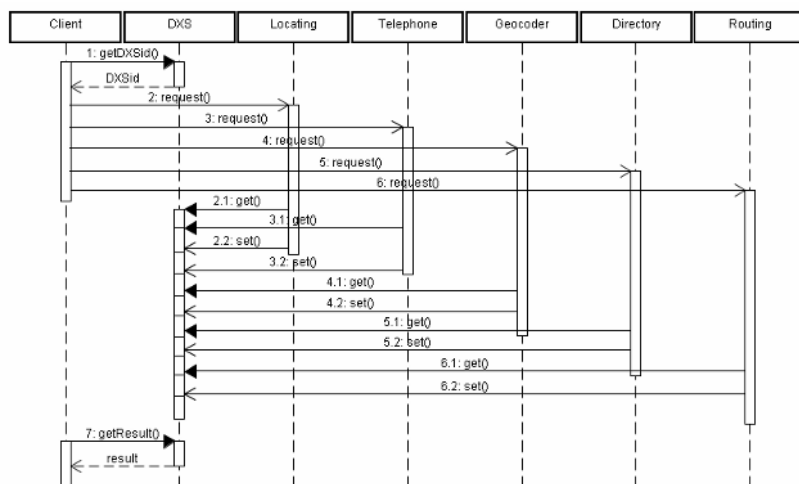 Client
DXS
Locating
Telephone
Geocoder
Directory
Routing
1: getDXSid()
DXSid
2: request()
3: request()
4: request()
5: request()
6: request()
2.1: get()
3.1: get()
2.2: set()
3.2: set()
4.1: get()
4.2: set()
5.1: get()
5.2: set()
6.1: get()
6.2: set()
7: getResult()
result